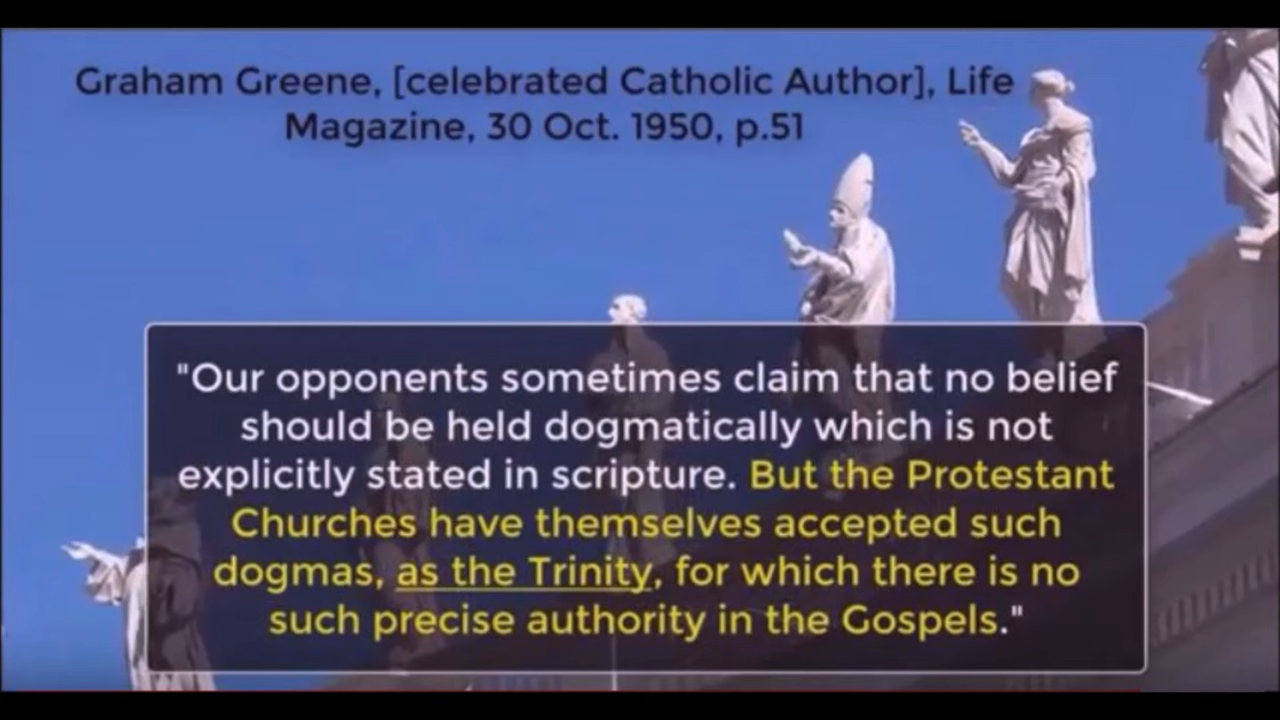 Graham Greene, [celebrated Catholic Author], Life
Magazine, 30 Oct. 1950, p.51
"Our opponents sometimes claim that no belief
should be held dogmatically which is not
explicitly stated in scripture. But the Protestant
Churches have themselves accepted such
dogmas, as the Trinity, for which there is no
such precise authority in the Gospels."